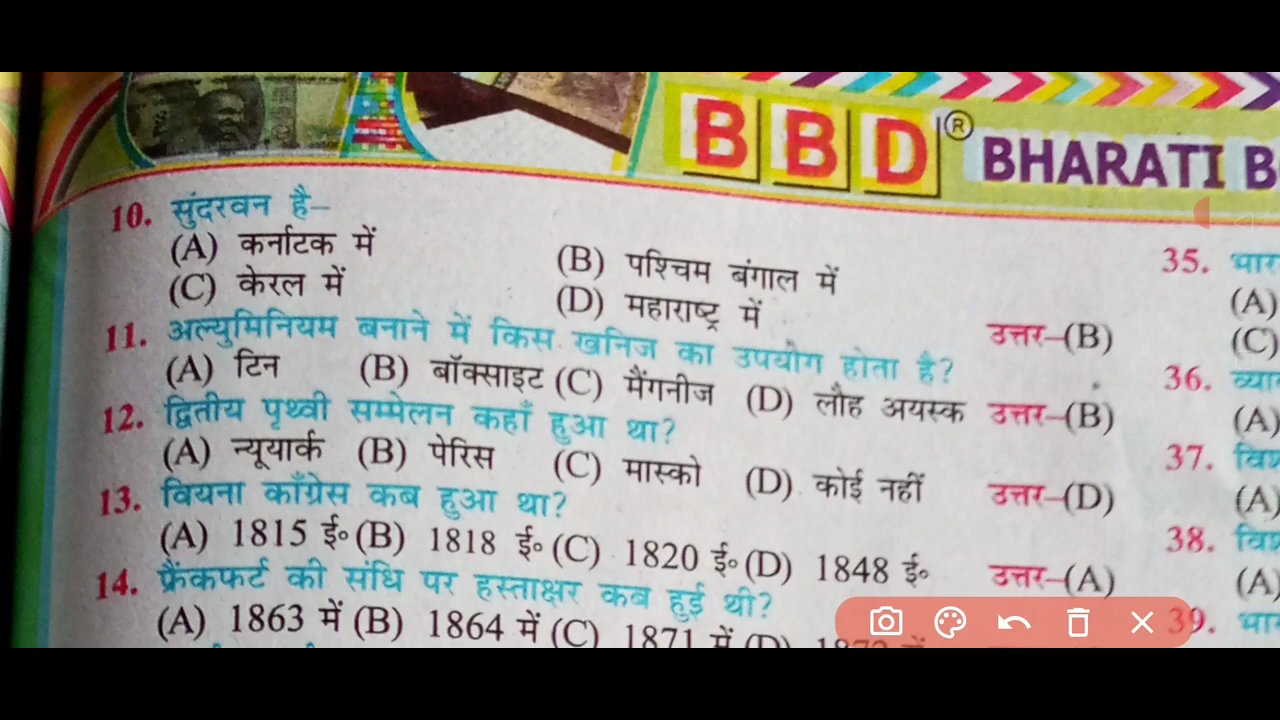 BBD® BHARATI B
10. सुंदरवन है–
(A) कर्नाटक में (B) पश्चिम बंगाल में
(C) केरल में (D) महाराष्ट्र में उत्तर–(B)
11. अल्युमिनियम बनाने में किस खनिज का उपयोग होता है?
(A) टिन (B) बॉक्साइट (C) मैंगनीज (D) लौह अयस्क उत्तर–(B)
12. द्वितीय पृथ्वी सम्मेलन कहाँ हुआ था?
(A) न्यूयार्क (B) पेरिस (C) मास्को (D) कोई नहीं उत्तर–(D)
13. वियना काँग्रेस कब हुआ था?
(A) 1815 ई॰ (B) 1818 ई॰ (C) 1820 ई॰ (D) 1848 ई॰ उत्तर–(A)
14. फ्रैंकफर्ट की संधि पर हस्ताक्षर कब हुई थी?
(A) 1863 में (B) 1864 में (C) 1871 में (D)
35. भार
(A)
(C)
36. व्या
(A)
37. विश
(A)
38. विश
(A)
39. भा